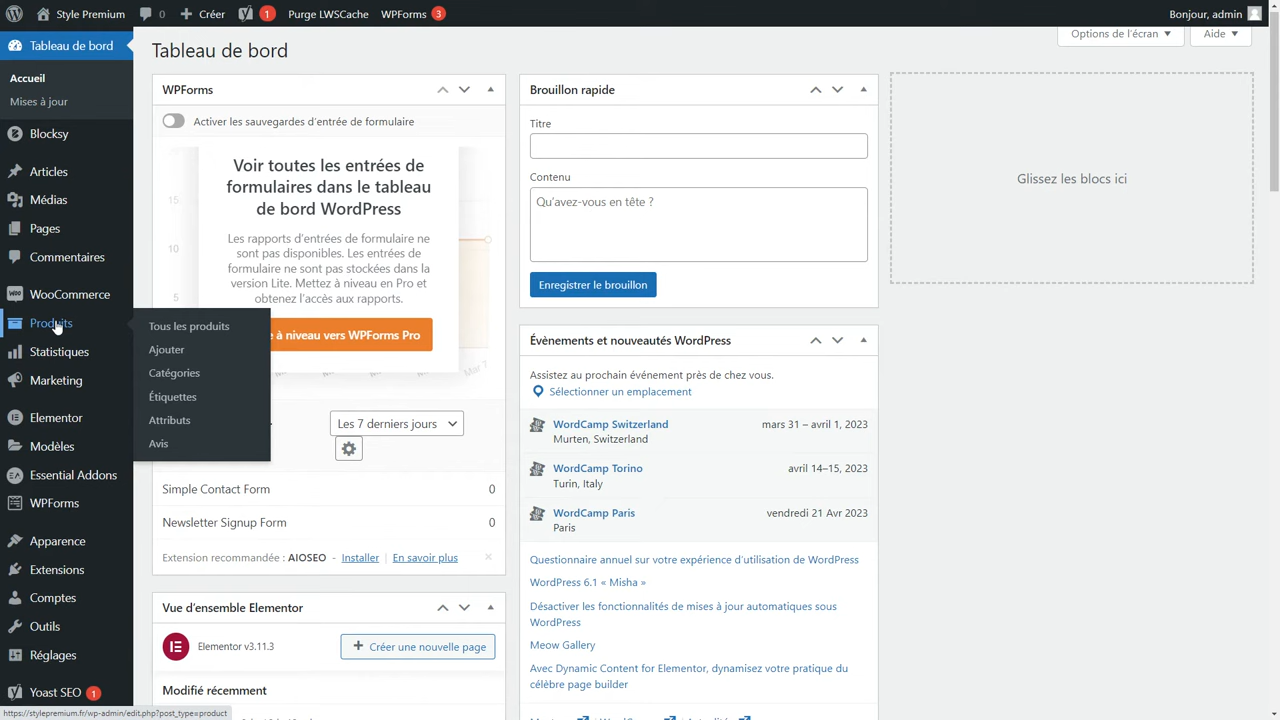 Style Premium
0
Créer
1
Purge LWSCache
WPForms 3
Bonjour, admin
Tableau de bord
Accueil
Mises à jour
Blocksy
Articles
Médias
Pages
Commentaires
WooCommerce
Produits
Statistiques
Marketing
Elementor
Modèles
Essential Addons
WPForms
Apparence
Extensions
Comptes
Outils
Réglages
Yoast SEO 1
Tous les produits
Ajouter
Catégories
Étiquettes
Attributs
Avis
Tableau de bord
Options de l'écran
Aide
WPForms
Activer les sauvegardes d'entrée de formulaire
Voir toutes les entrées de
formulaires dans le tableau
de bord WordPress
15
10
5
Les rapports d'entrées de formulaire ne
sont pas disponibles. Les entrées de
formulaire ne sont pas stockées dans la
version Lite. Mettez à niveau en Pro et
obtenez l'accès aux rapports.
à niveau vers WPForms Pro
Mar 7
Les 7 derniers jours
Simple Contact Form 0
Newsletter Signup Form 0
Extension recommandée : AIOSEO - Installer | En savoir plus
Vue d'ensemble Elementor
Elementor v3.11.3
Créer une nouvelle page
Modifié récemment
Brouillon rapide
Titre
Contenu
Qu'avez-vous en tête ?
Enregistrer le brouillon
Évènements et nouveautés WordPress
Assistez au prochain événement près de chez vous.
Sélectionner un emplacement
WordCamp Switzerland mars 31 – avril 1, 2023
Murten, Switzerland
WordCamp Torino avril 14–15, 2023
Turin, Italy
WordCamp Paris vendredi 21 Avr 2023
Paris
Questionnaire annuel sur votre expérience d'utilisation de WordPress
WordPress 6.1 « Misha »
Désactiver les fonctionnalités de mises à jour automatiques sous
WordPress
Meow Gallery
Avec Dynamic Content for Elementor, dynamisez votre pratique du
célèbre page builder
Glissez les blocs ici
https://stylepremium.fr/wp-admin/edit.php?post_type=product